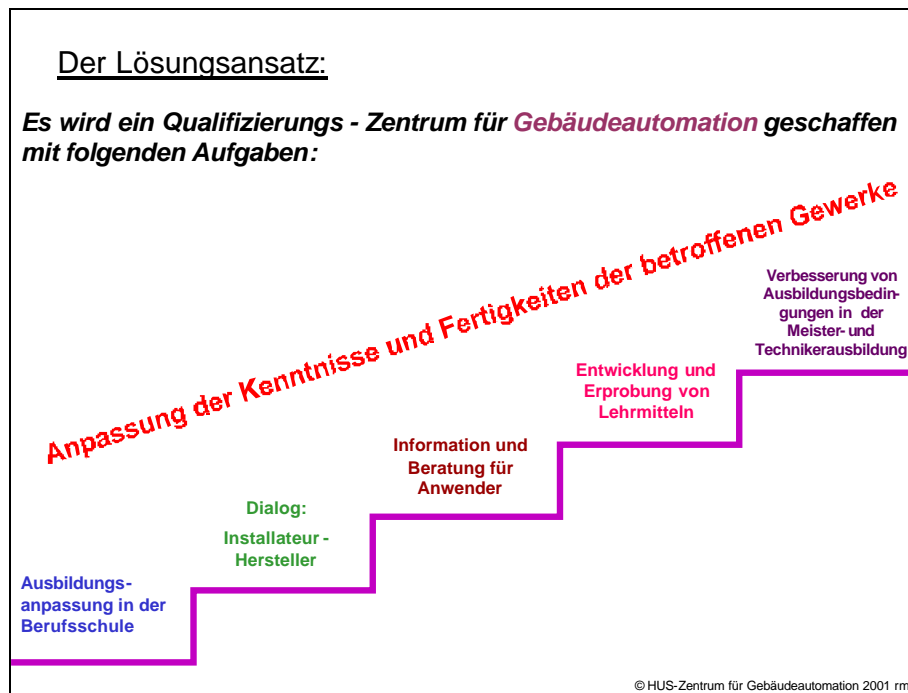 Der Lösungsansatz:
Es wird ein Qualifizierungs - Zentrum für Gebäudeautomation geschaffen
mit folgenden Aufgaben:
Anpassung der Kenntnisse und Fertigkeiten der betroffenen Gewerke
Ausbildungs-
anpassung in der
Berufsschule
Dialog:
Installateur -
Hersteller
Information und
Beratung für
Anwender
Entwicklung und
Erprobung von
Lehrmitteln
Verbesserung von
Ausbildungsbedin-
gungen in der
Meister- und
Technikerausbildung
© HUS-Zentrum für Gebäudeautomation 2001 rm